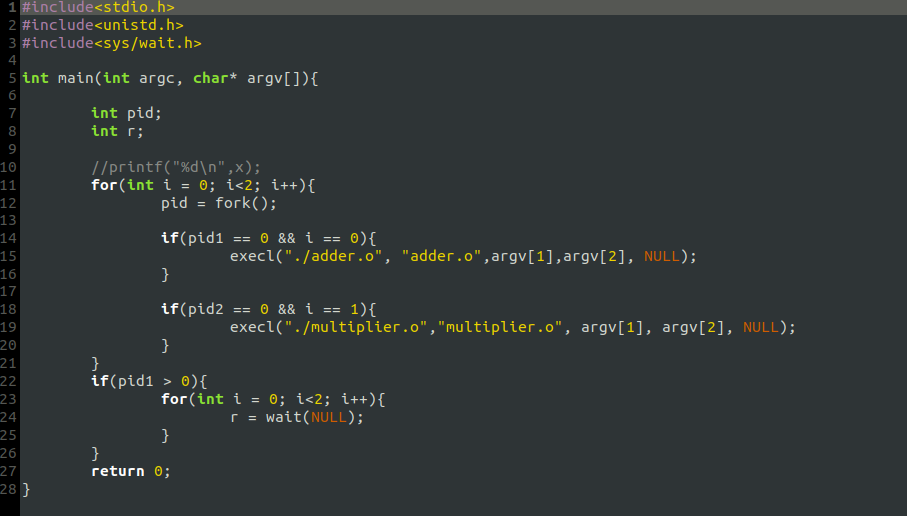 1 #include<stdio.h>
2 #include<unistd.h>
3 #include<sys/wait.h>
4
5 int main(int argc, char* argv[]){
6
7         int pid;
8         int r;
9
10         //printf("%d\n",x);
11         for(int i = 0; i<2; i++){
12                 pid = fork();
13
14                 if(pid1 == 0 && i == 0){
15                         execl("./adder.o", "adder.o",argv[1],argv[2], NULL);
16                 }
17
18                 if(pid2 == 0 && i == 1){
19                         execl("./multiplier.o","multiplier.o", argv[1], argv[2], NULL);
20                 }
21         }
22         if(pid1 > 0){
23                 for(int i = 0; i<2; i++){
24                         r = wait(NULL);
25                 }
26         }
27         return 0;
28 }